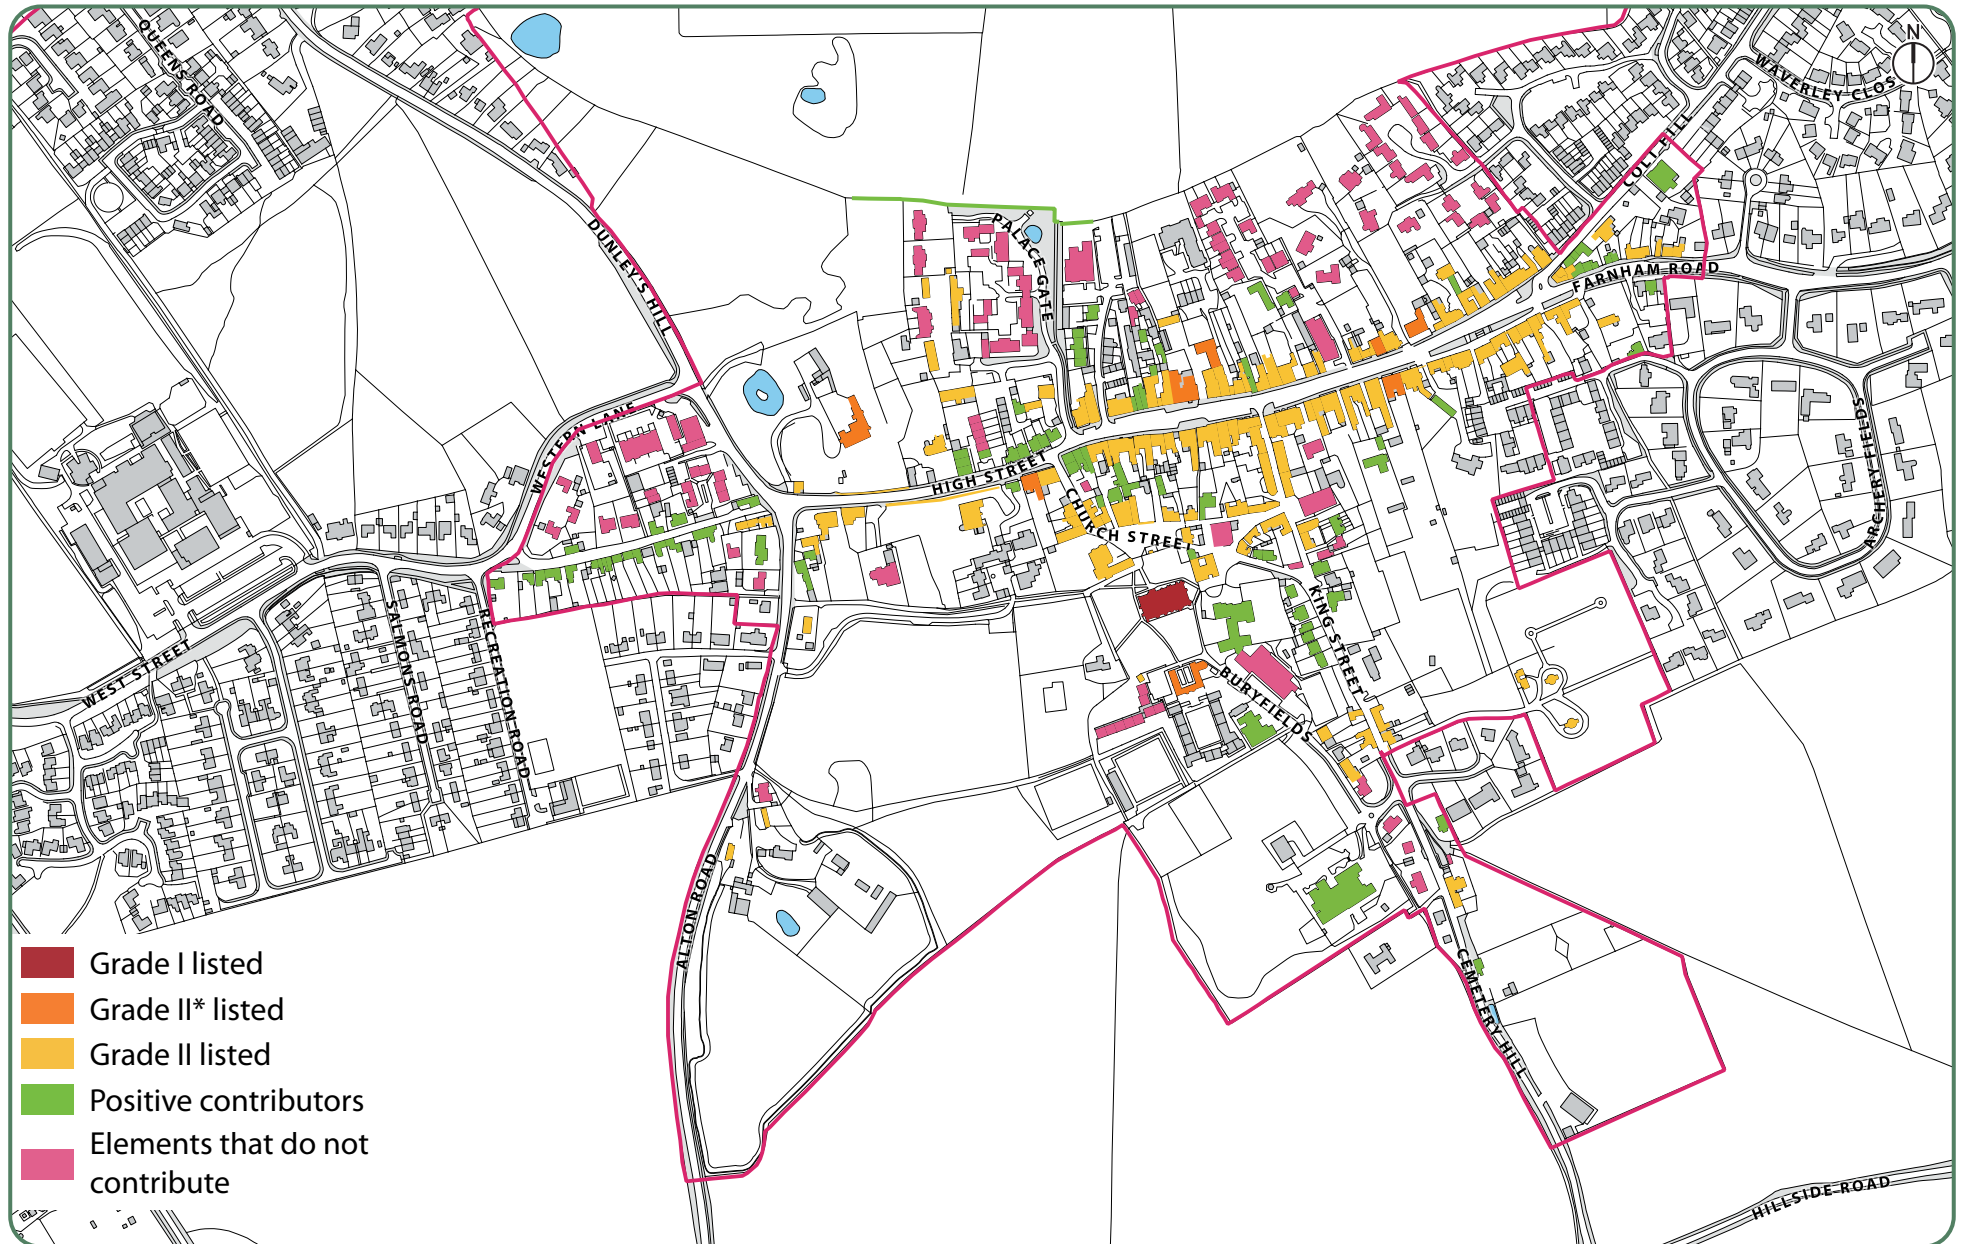 QUEENS ROAD
N
WAVERLEY CLOS
COLT HILL
PALACE GATE
DUNLEY'S HILL
FARNHAM ROAD
WESTERN LANE
HIGH STREET
ARCHERY FIELDS
CHURCH STREET
KING STREET
SALMONS ROAD
RECREATION ROAD
WEST STREET
BURYFIELDS
ALTON ROAD
CEMETERY HILL
HILLSIDE ROAD
Grade I listed
Grade II* listed
Grade II listed
Positive contributors
Elements that do not
contribute